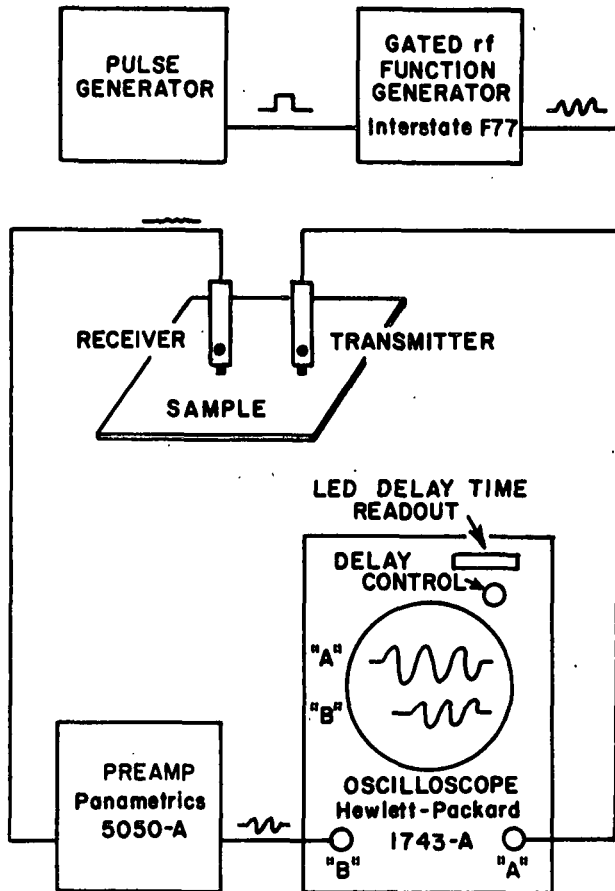 PULSE
GENERATOR
GATED rf
FUNCTION
GENERATOR
Interstate F77
RECEIVER
TRANSMITTER
SAMPLE
LED DELAY TIME
READOUT
DELAY
CONTROL
"A"
"B"
OSCILLOSCOPE
Hewlett-Packard
1743-A
"B"
"A"
PREAMP
Panametrics
5050-A